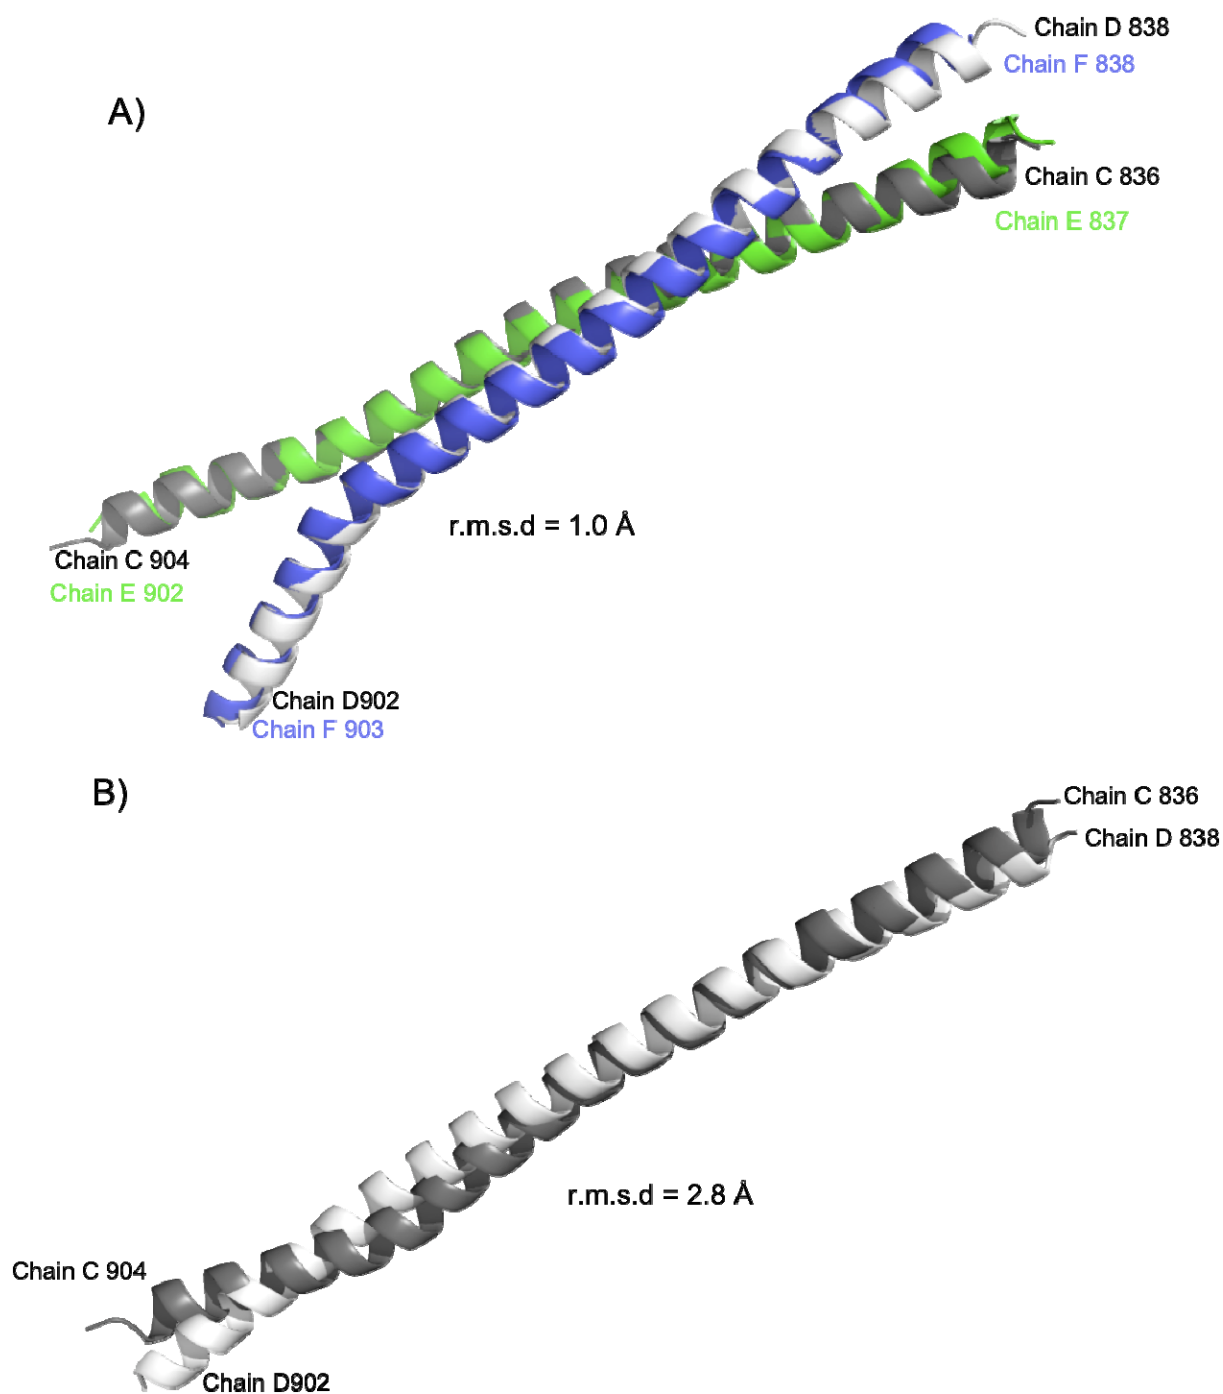 A)
Chain D 838
Chain F 838
Chain C 836
Chain E 837
r.m.s.d = 1.0 Å
Chain C 904
Chain E 902
Chain D902
Chain F 903
B)
Chain C 836
Chain D 838
r.m.s.d = 2.8 Å
Chain C 904
Chain D902